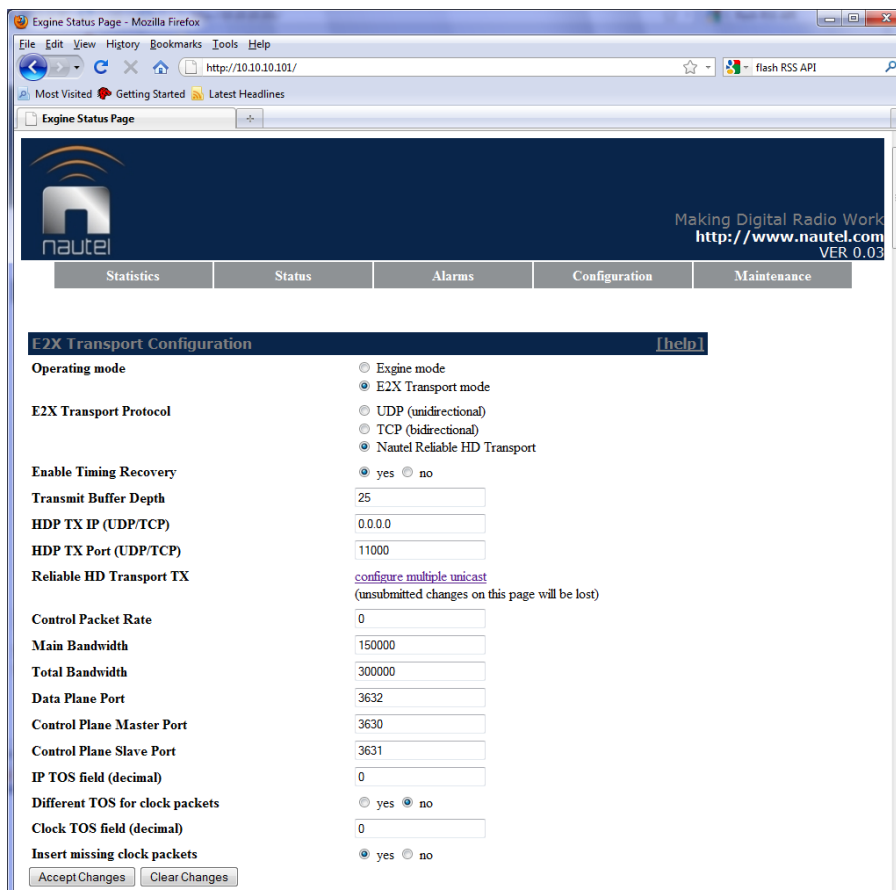 Exgine Status Page - Mozilla Firefox
File Edit View History Bookmarks Tools Help
http://10.10.10.101/
flash RSS API
Most Visited Getting Started Latest Headlines
Exgine Status Page
nautel
Making Digital Radio Work
http://www.nautel.com
VER 0.03
Statistics Status Alarms Configuration Maintenance
E2X Transport Configuration [help]
Operating mode Exgine mode
E2X Transport mode
E2X Transport Protocol UDP (unidirectional)
TCP (bidirectional)
Nautel Reliable HD Transport
Enable Timing Recovery yes no
Transmit Buffer Depth 25
HDP TX IP (UDP/TCP) 0.0.0.0
HDP TX Port (UDP/TCP) 11000
Reliable HD Transport TX configure multiple unicast
(unsubmitted changes on this page will be lost)
Control Packet Rate 0
Main Bandwidth 150000
Total Bandwidth 300000
Data Plane Port 3632
Control Plane Master Port 3630
Control Plane Slave Port 3631
IP TOS field (decimal) 0
Different TOS for clock packets yes no
Clock TOS field (decimal) 0
Insert missing clock packets yes no
Accept Changes Clear Changes